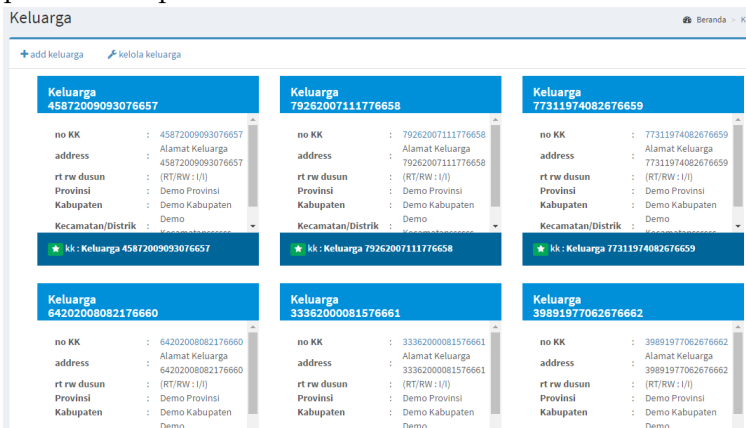 Keluarga
Beranda
add keluarga
kelola keluarga
Keluarga
45872009093076657
no KK : 45872009093076657
address : Alamat Keluarga
45872009093076657
rt rw dusun : (RT/RW : I/I)
Provinsi : Demo Provinsi
Kabupaten : Demo Kabupaten
Kecamatan/Distrik : Demo
kk : Keluarga 45872009093076657
Keluarga
79262007111776658
no KK : 79262007111776658
address : Alamat Keluarga
79262007111776658
rt rw dusun : (RT/RW : I/I)
Provinsi : Demo Provinsi
Kabupaten : Demo Kabupaten
Kecamatan/Distrik : Demo
kk : Keluarga 79262007111776658
Keluarga
77311974082676659
no KK : 77311974082676659
address : Alamat Keluarga
77311974082676659
rt rw dusun : (RT/RW : I/I)
Provinsi : Demo Provinsi
Kabupaten : Demo Kabupaten
Kecamatan/Distrik : Demo
kk : Keluarga 77311974082676659
Keluarga
64202008082176660
no KK : 64202008082176660
address : Alamat Keluarga
64202008082176660
rt rw dusun : (RT/RW : I/I)
Provinsi : Demo Provinsi
Kabupaten : Demo Kabupaten
Demo
Keluarga
33362000081576661
no KK : 33362000081576661
address : Alamat Keluarga
33362000081576661
rt rw dusun : (RT/RW : I/I)
Provinsi : Demo Provinsi
Kabupaten : Demo Kabupaten
Demo
Keluarga
39891977062676662
no KK : 39891977062676662
address : Alamat Keluarga
39891977062676662
rt rw dusun : (RT/RW : I/I)
Provinsi : Demo Provinsi
Kabupaten : Demo Kabupaten
Demo